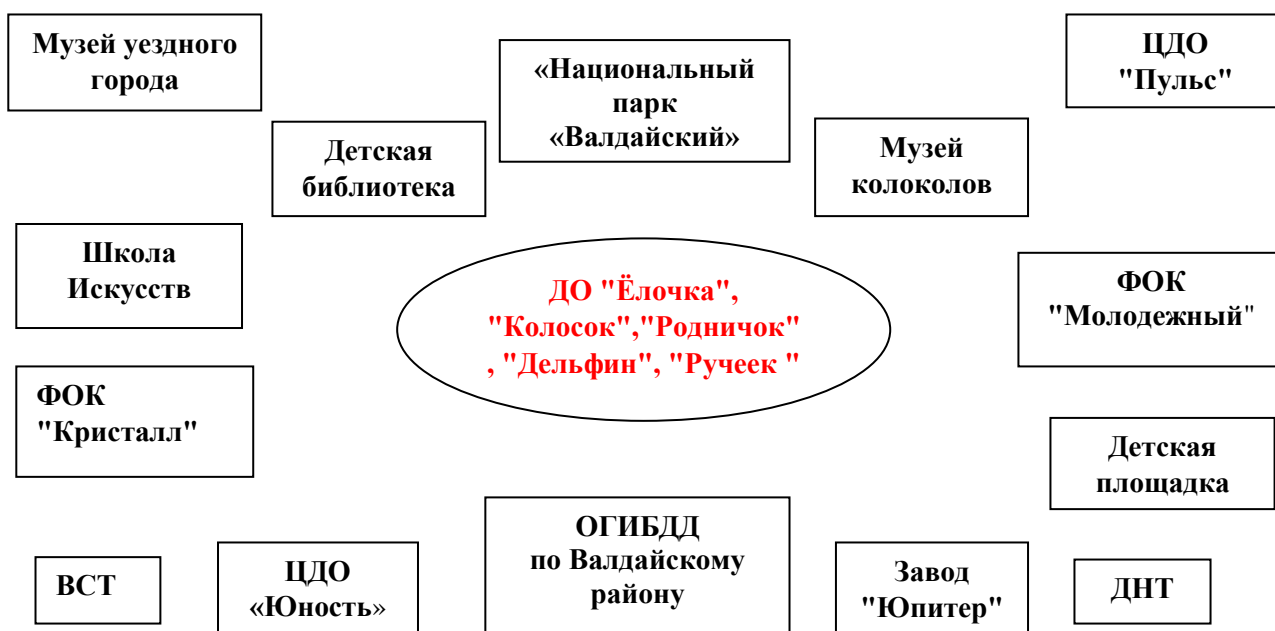 Музей уездного
города
«Национальный
парк
«Валдайский»
ЦДО
"Пульс"
Детская
библиотека
Музей
колоколов
Школа
Искусств
ДО "Ёлочка",
"Колосок","Родничок"
, "Дельфин", "Ручеек "
ФОК
"Молодежный"
ФОК
"Кристалл"
Детская
площадка
ВСТ
ЦДО
«Юность»
ОГИБДД
по Валдайскому
району
Завод
"Юпитер"
ДНТ